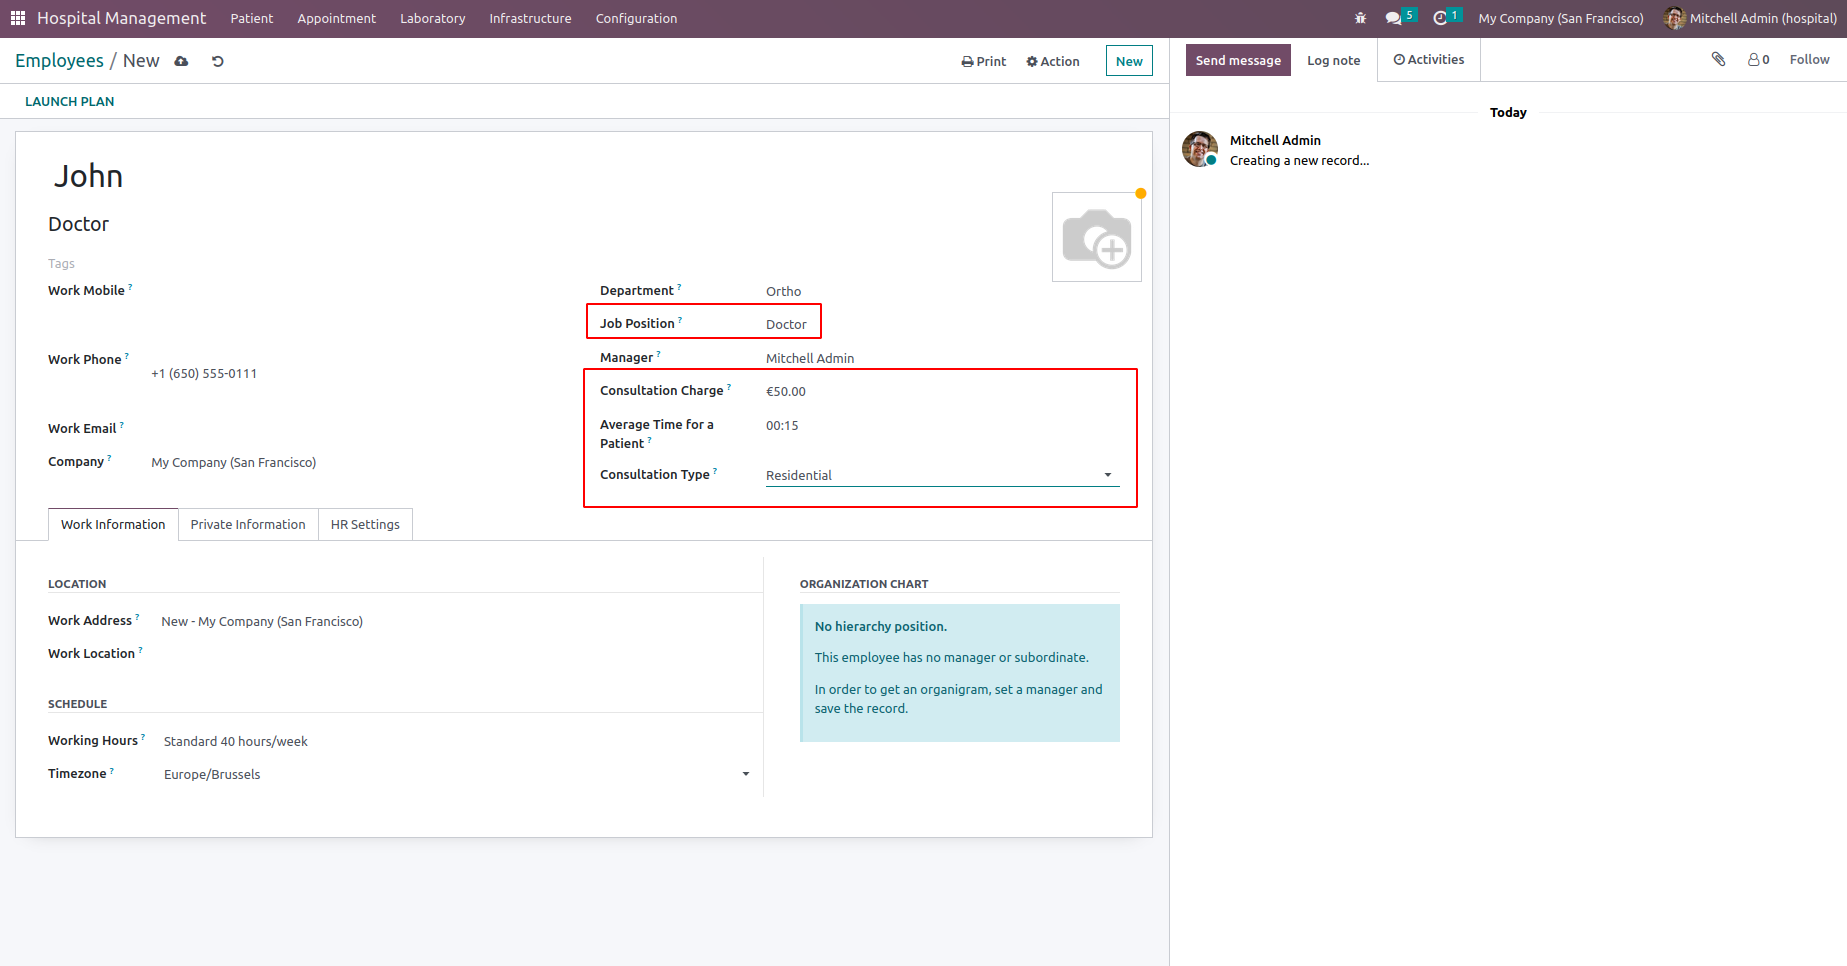 Hospital Management Patient Appointment Laboratory Infrastructure Configuration 5 1 My Company (San Francisco) Mitchell Admin (hospital)
Employees / New Print Action New
LAUNCH PLAN
John
Doctor
Tags
Work Mobile ?
Work Phone ?
+1 (650) 555-0111
Work Email ?
Company ? My Company (San Francisco)
Department ? Ortho
Job Position ? Doctor
Manager ? Mitchell Admin
Consultation Charge ? €50.00
Average Time for a 00:15
Patient ?
Consultation Type ? Residential
Work Information Private Information HR Settings
LOCATION
Work Address ? New - My Company (San Francisco)
Work Location ?
SCHEDULE
Working Hours ? Standard 40 hours/week
Timezone ? Europe/Brussels
ORGANIZATION CHART
No hierarchy position.
This employee has no manager or subordinate.
In order to get an organigram, set a manager and
save the record.
Send message Log note Activities 0 Follow
Today
Mitchell Admin
Creating a new record...